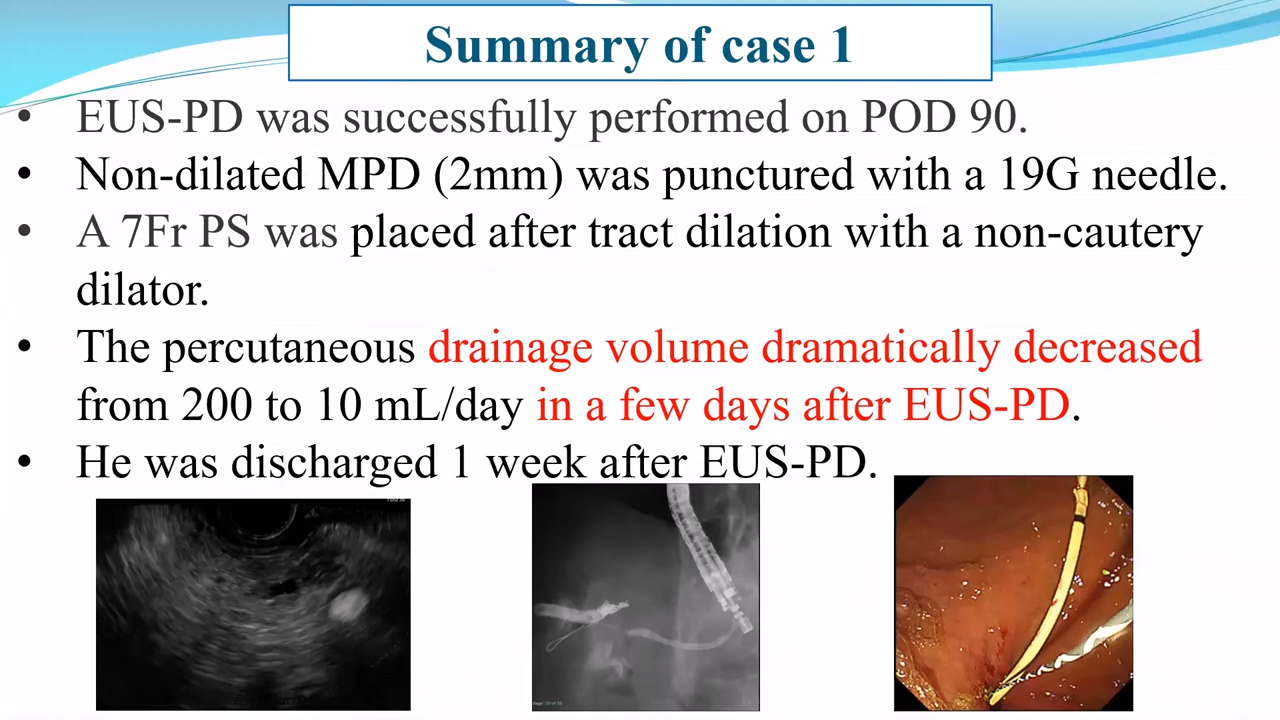 Summary of case 1
• EUS-PD was successfully performed on POD 90.
• Non-dilated MPD (2mm) was punctured with a 19G needle.
• A 7Fr PS was placed after tract dilation with a non-cautery
dilator.
• The percutaneous drainage volume dramatically decreased
from 200 to 10 mL/day in a few days after EUS-PD.
• He was discharged 1 week after EUS-PD.